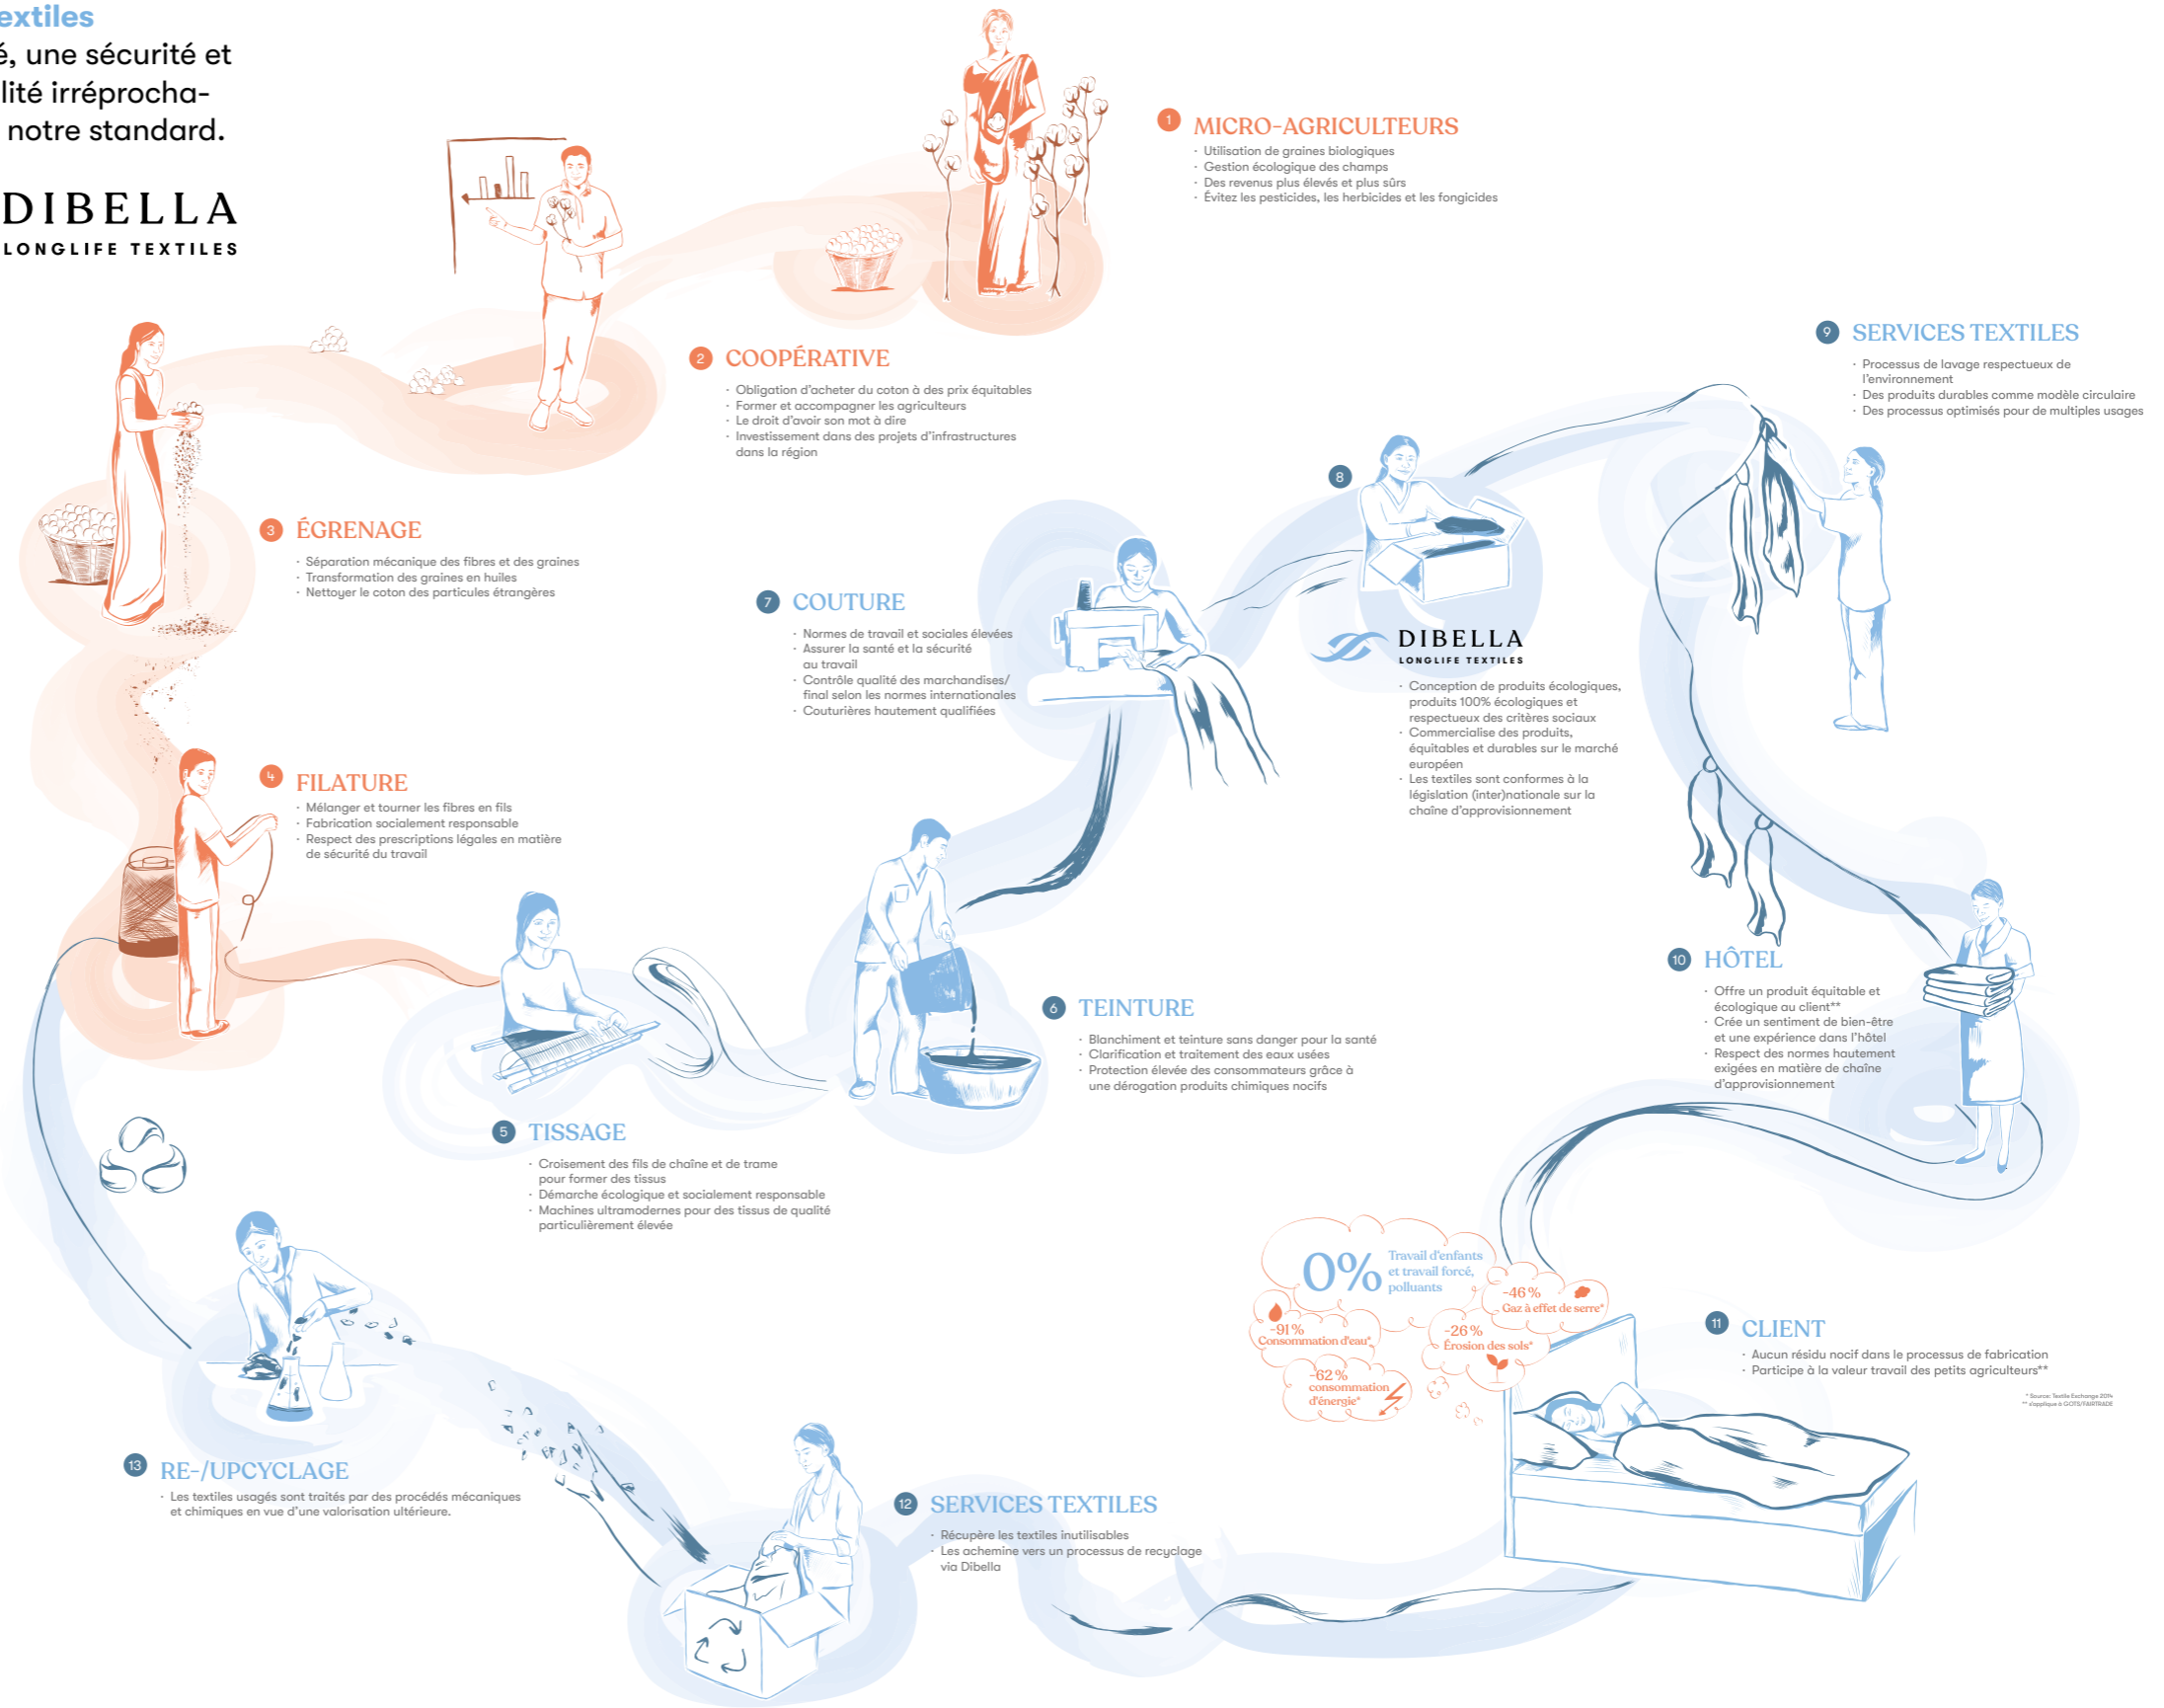 extiles
é, une sécurité et
lité irréprocha-
notre standard.
DIBELLA
LONGLIFE TEXTILES
1 MICRO-AGRICULTEURS
· Utilisation de graines biologiques
· Gestion écologique des champs
· Des revenus plus élevés et plus sûrs
· Évitez les pesticides, les herbicides et les fongicides
2 COOPÉRATIVE
· Obligation d'acheter du coton à des prix équitables
· Former et accompagner les agriculteurs
· Le droit d'avoir son mot à dire
· Investissement dans des projets d'infrastructures
dans la région
3 ÉGRENAGE
· Séparation mécanique des fibres et des graines
· Transformation des graines en huiles
· Nettoyer le coton des particules étrangères
4 FILATURE
· Mélanger et tourner les fibres en fils
· Fabrication socialement responsable
· Respect des prescriptions légales en matière
de sécurité du travail
5 TISSAGE
· Croisement des fils de chaîne et de trame
pour former des tissus
· Démarche écologique et socialement responsable
· Machines ultramodernes pour des tissus de qualité
particulièrement élevée
6 TEINTURE
· Blanchiment et teinture sans danger pour la santé
· Clarification et traitement des eaux usées
· Protection élevée des consommateurs grâce à
une dérogation produits chimiques nocifs
7 COUTURE
· Normes de travail et sociales élevées
· Assurer la santé et la sécurité
au travail
· Contrôle qualité des marchandises/
final selon les normes internationales
· Couturières hautement qualifiées
8
DIBELLA
LONGLIFE TEXTILES
· Conception de produits écologiques,
produits 100% écologiques et
respectueux des critères sociaux
· Commercialise des produits,
équitables et durables sur le marché
européen
· Les textiles sont conformes à la
législation (inter)nationale sur la
chaîne d'approvisionnement
9 SERVICES TEXTILES
· Processus de lavage respectueux de
l'environnement
· Des produits durables comme modèle circulaire
· Des processus optimisés pour de multiples usages
10 HÔTEL
· Offre un produit équitable et
écologique au client**
· Crée un sentiment de bien-être
et une expérience dans l'hôtel
· Respect des normes hautement
exigées en matière de chaîne
d'approvisionnement
0%
Travail d'enfants
et travail forcé,
polluants
-46 %
Gaz à effet de serre*
-91 %
Consommation d'eau*
-26 %
Érosion des sols*
-62 %
consommation
d'énergie*
11 CLIENT
· Aucun résidu nocif dans le processus de fabrication
· Participe à la valeur travail des petits agriculteurs**
* Source: Textile Exchange 2014
** s'applique à GOTS/FAIRTRADE
12 SERVICES TEXTILES
· Récupère les textiles inutilisables
· Les achemine vers un processus de recyclage
via Dibella
13 RE-/UPCYCLAGE
· Les textiles usagés sont traités par des procédés mécaniques
et chimiques en vue d'une valorisation ultérieure.